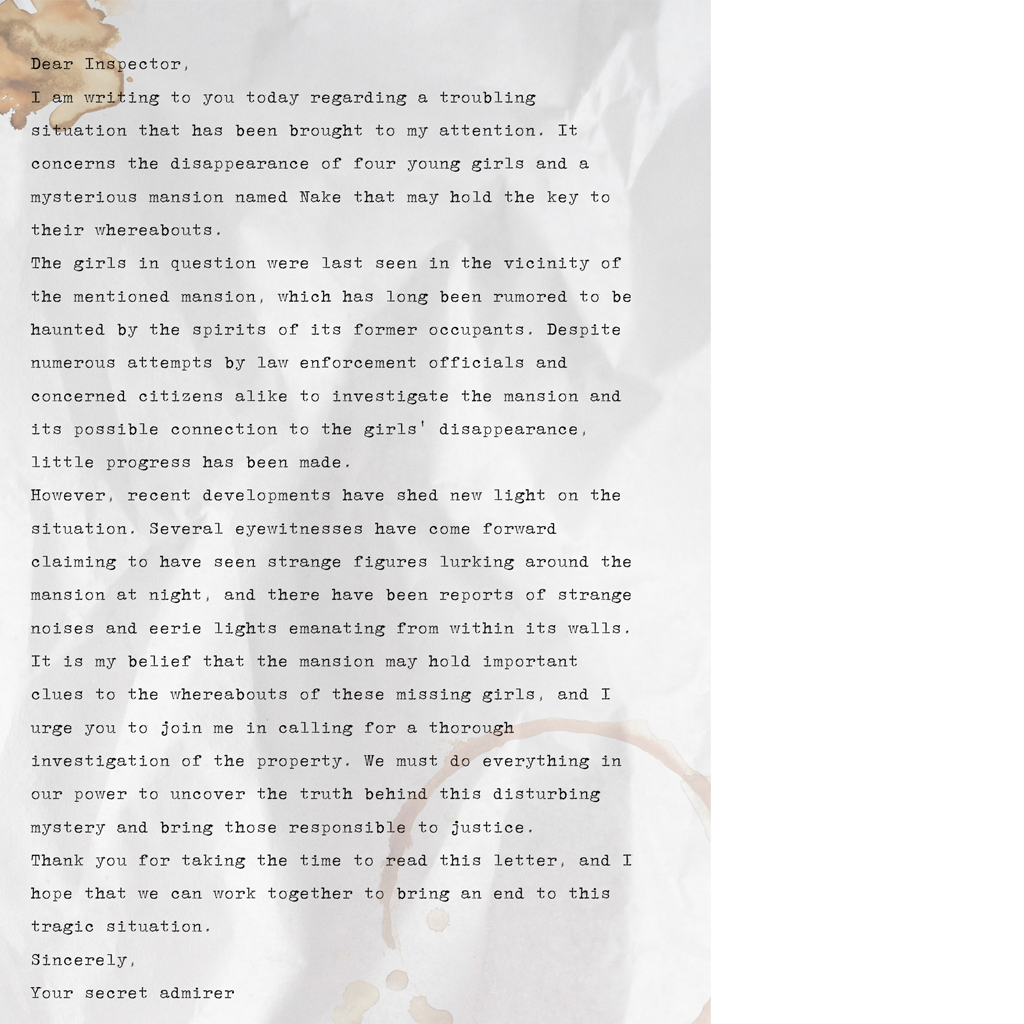 Dear Inspector,
I am writing to you today regarding a troubling
situation that has been brought to my attention. It
concerns the disappearance of four young girls and a
mysterious mansion named Nake that may hold the key to
their whereabouts.
The girls in question were last seen in the vicinity of
the mentioned mansion, which has long been rumored to be
haunted by the spirits of its former occupants. Despite
numerous attempts by law enforcement officials and
concerned citizens alike to investigate the mansion and
its possible connection to the girls' disappearance,
little progress has been made.
However, recent developments have shed new light on the
situation. Several eyewitnesses have come forward
claiming to have seen strange figures lurking around the
mansion at night, and there have been reports of strange
noises and eerie lights emanating from within its walls.
It is my belief that the mansion may hold important
clues to the whereabouts of these missing girls, and I
urge you to join me in calling for a thorough
investigation of the property. We must do everything in
our power to uncover the truth behind this disturbing
mystery and bring those responsible to justice.
Thank you for taking the time to read this letter, and I
hope that we can work together to bring an end to this
tragic situation.
Sincerely,
Your secret admirer